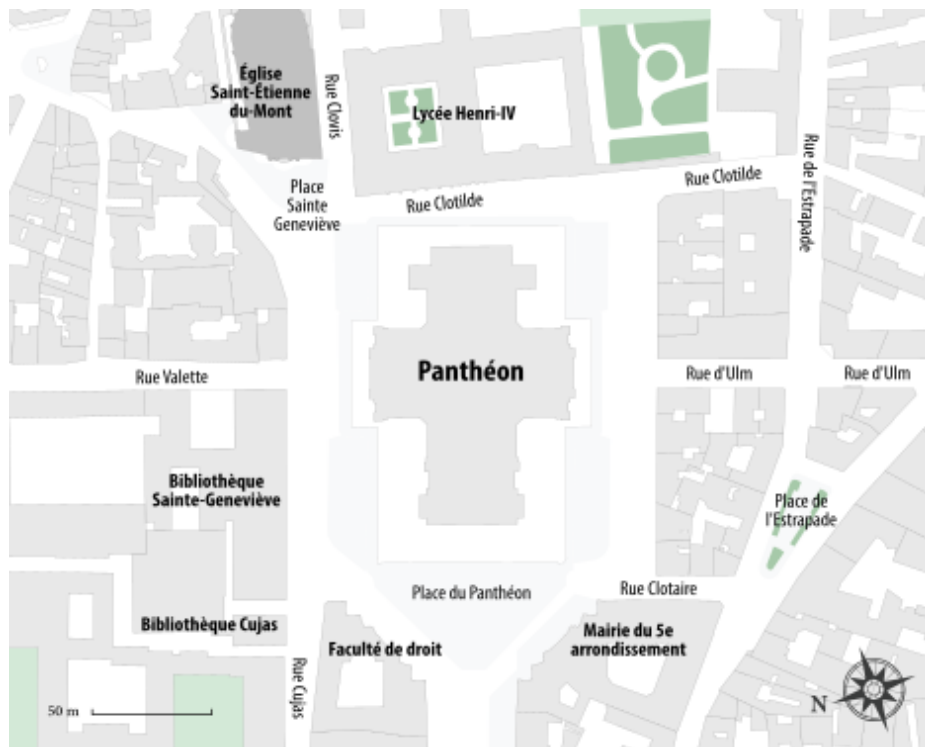 Église
Saint-Étienne
du-Mont
Rue Clovis
Lycée Henri-IV
Rue Clotilde
Rue de l'Estrapade
Place
Sainte
Geneviève
Rue Clotilde
Rue Valette
Panthéon
Rue d'Ulm
Rue d'Ulm
Bibliothèque
Sainte-Geneviève
Place de
l'Estrapade
Place du Panthéon
Rue Clotaire
Bibliothèque Cujas
Faculté de droit
Mairie du 5e
arrondissement
Rue Cujas
50 m
N